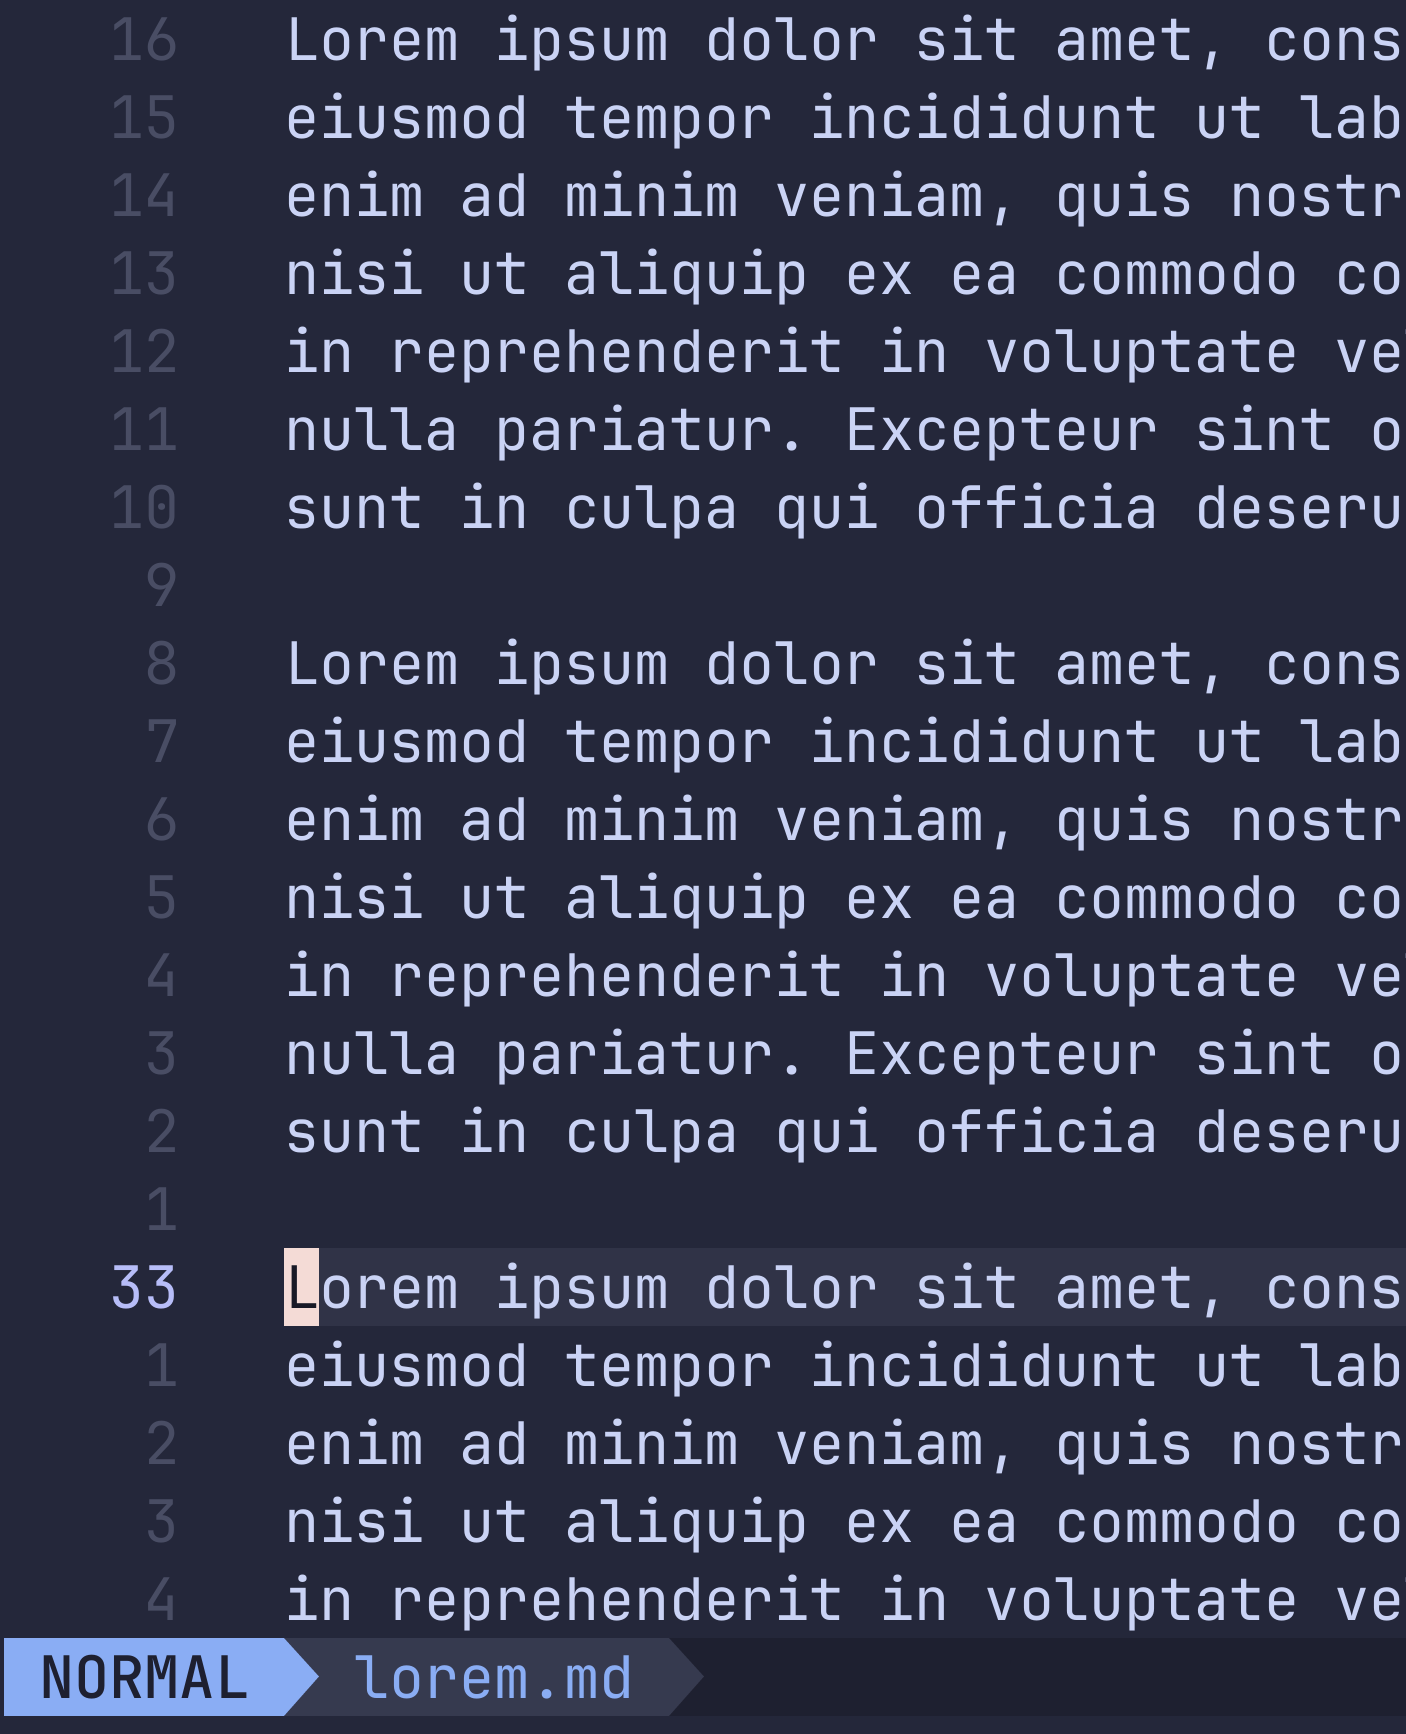 16 Lorem ipsum dolor sit amet, cons
15 eiusmod tempor incididunt ut lab
14 enim ad minim veniam, quis nostr
13 nisi ut aliquip ex ea commodo co
12 in reprehenderit in voluptate ve
11 nulla pariatur. Excepteur sint o
10 sunt in culpa qui officia deseru
9
8 Lorem ipsum dolor sit amet, cons
7 eiusmod tempor incididunt ut lab
6 enim ad minim veniam, quis nostr
5 nisi ut aliquip ex ea commodo co
4 in reprehenderit in voluptate ve
3 nulla pariatur. Excepteur sint o
2 sunt in culpa qui officia deseru
1
33 Lorem ipsum dolor sit amet, cons
1 eiusmod tempor incididunt ut lab
2 enim ad minim veniam, quis nostr
3 nisi ut aliquip ex ea commodo co
4 in reprehenderit in voluptate ve
NORMAL lorem.md